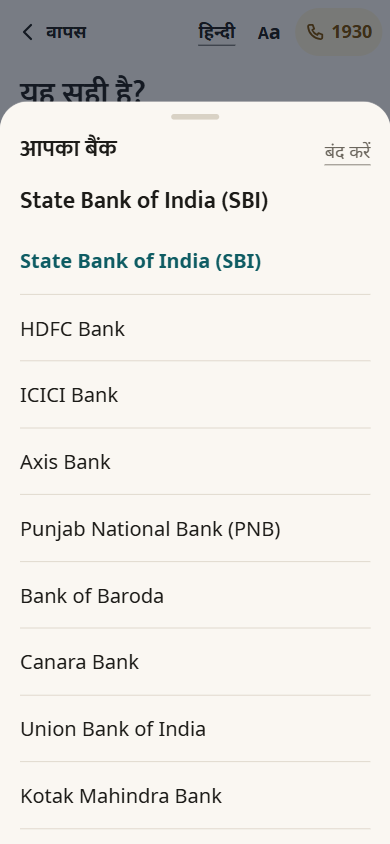 वापस
हिन्दी
Aa
1930
यह सही है?
आपका बैंक
बंद करें
State Bank of India (SBI)
State Bank of India (SBI)
HDFC Bank
ICICI Bank
Axis Bank
Punjab National Bank (PNB)
Bank of Baroda
Canara Bank
Union Bank of India
Kotak Mahindra Bank